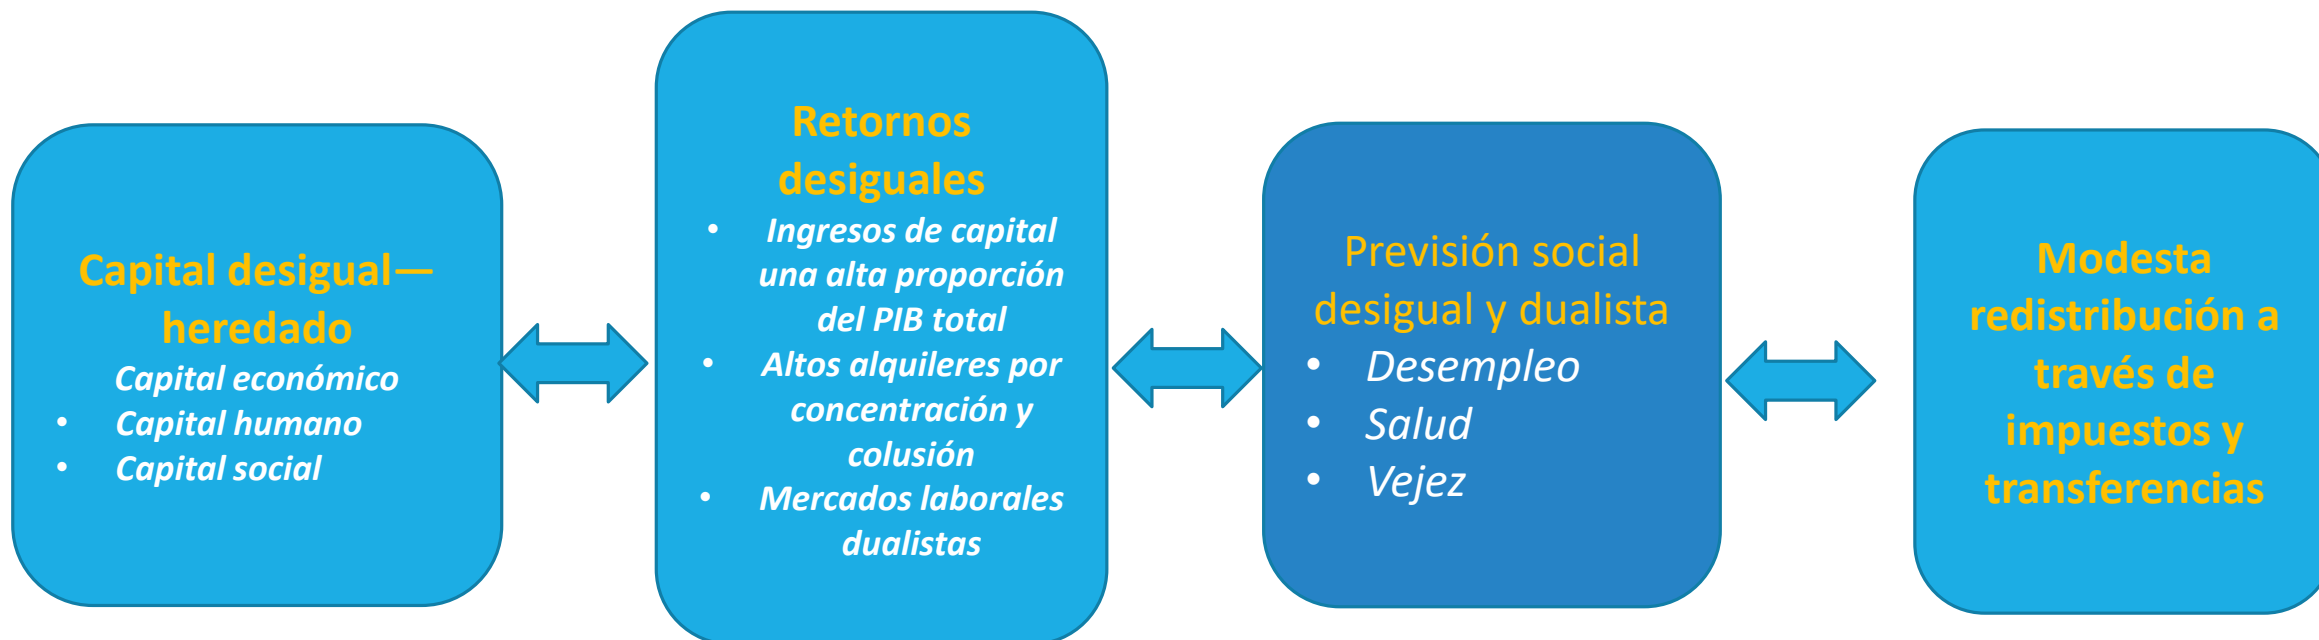 Capital desigual—
heredado
Capital económico
• Capital humano
• Capital social
Retornos
desiguales
• Ingresos de capital
una alta proporción
del PIB total
• Altos alquileres por
concentración y
colusión
• Mercados laborales
dualistas
Previsión social
desigual y dualista
• Desempleo
• Salud
• Vejez
Modesta
redistribución a
través de
impuestos y
transferencias